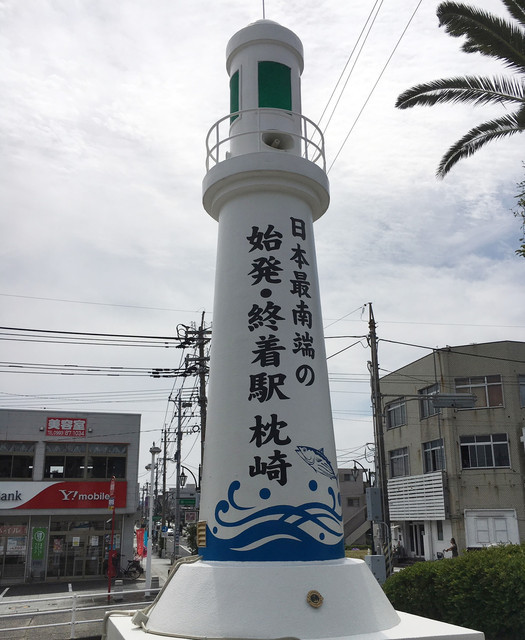 日本最南端の
始発・終着駅 枕崎
美容室
ank
Y!mobile